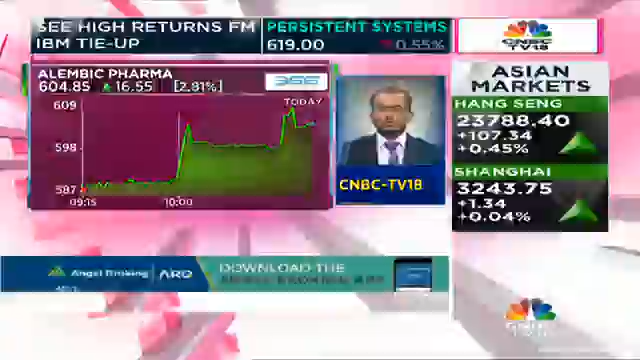 SEE HIGH RETURNS FM
IBM TIE-UP
PERSISTENT SYSTEMS
619.00 0.55%
CNBC
TV18
ALEMBIC PHARMA
604.85 16.55 [2.81%]
TODAY
609
598
587
09:15 10:00
CNBC-TV18
ASIAN
MARKETS
HANG SENG
23788.40
+107.34
+0.45%
SHANGHAI
3243.75
+1.34
+0.04%
Angel Broking ARQ
DOWNLOAD THE